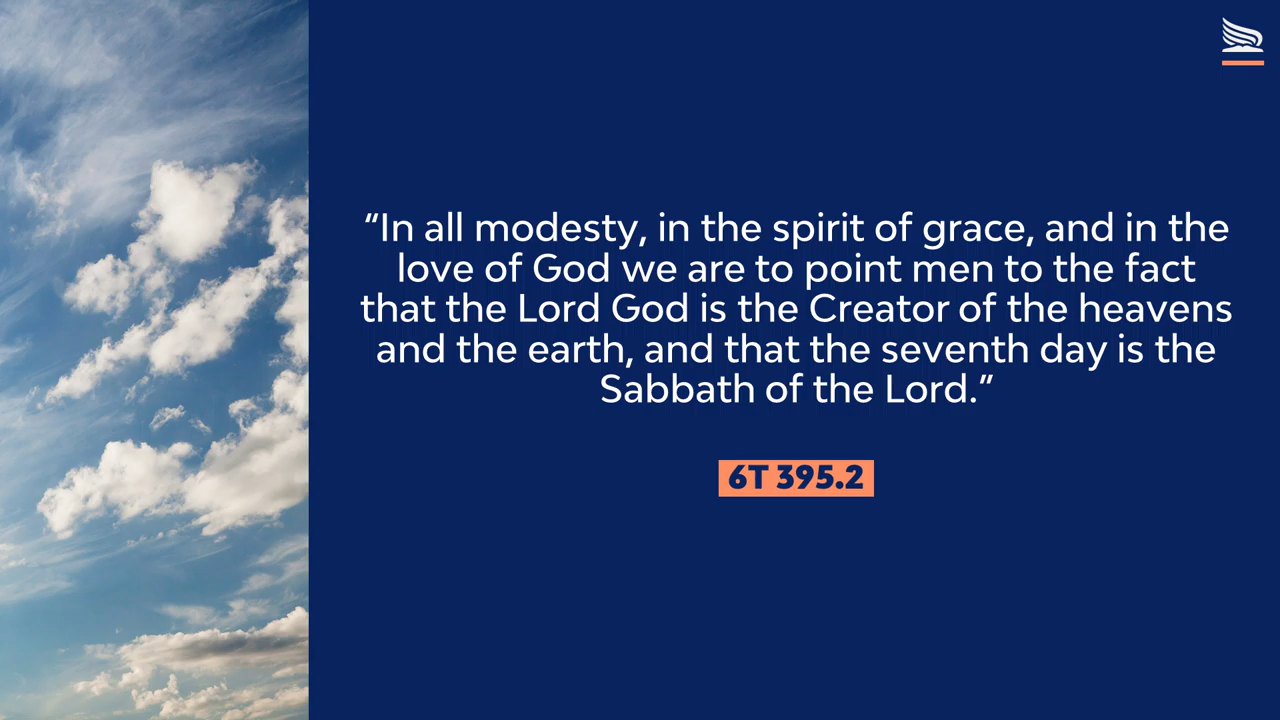 “In all modesty, in the spirit of grace, and in the
love of God we are to point men to the fact
that the Lord God is the Creator of the heavens
and the earth, and that the seventh day is the
Sabbath of the Lord.”
6T 395.2